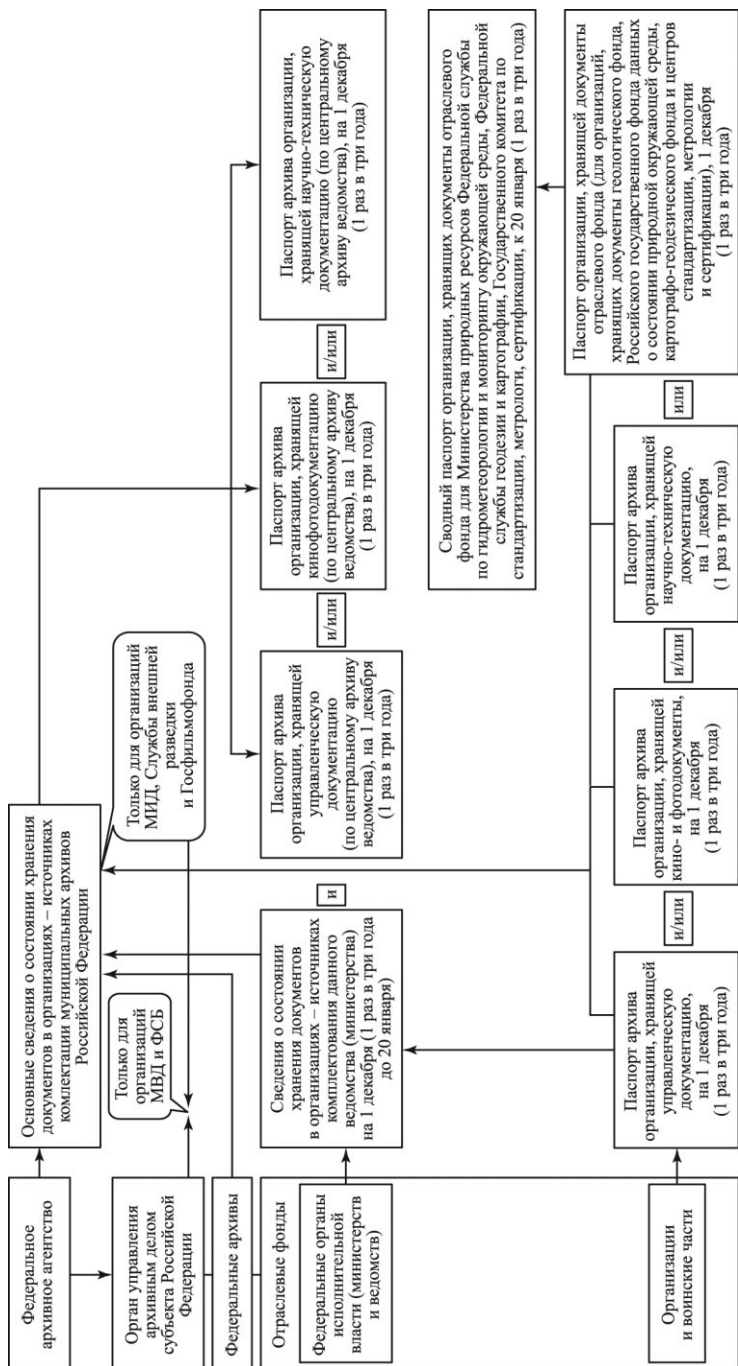 Федеральное
архивное агентство
Основные сведения о состоянии хранения
документов в организациях – источниках
комлектации муниципальных архивов
Российской Федерации
Только для организаций
МИД, Службы внешней
разведки
и Госфильмофонда
Только для
организаций
МВД и ФСБ
Орган управления
архивным делом
субъекта Российской
Федерации
Федеральные архивы
Отраслевые фонды
Федеральные органы
исполнительной
власти (министерств
и ведомств)
Сведения о состоянии
хранения документов
в организациях – источниках
комплектования данного
ведомства (министерства)
на 1 декабря (1 раз в три года
до 20 января)
и
Паспорт архива
организации, хранящей
управленческую
документацию
(по центральному архиву
ведомства), на 1 декабря
(1 раз в три года)
и/или
Паспорт архива
организации, хранящей
кинофотодокументацию
(по центральному архиву
ведомства), на 1 декабря
(1 раз в три года)
и/или
Паспорт архива организации,
хранящей научно-техническую
документацию (по центральному
архиву ведомства), на 1 декабря
(1 раз в три года)
Сводный паспорт организации, хранящих документы отраслевого
фонда для Министерства природных ресурсов Федеральной службы
по гидрометеорологии и мониторингу окружающей среды, Федеральной
службы геодезии и картографии, Государственного комитета по
стандартизации, метрологи, сертификации, к 20 января (1 раз в три года)
Организации
и воинские части
Паспорт архива
организации, хранящей
управленческую
документацию,
на 1 декабря
(1 раз в три года)
и/или
Паспорт архива
организации, хранящей
кино- и фотодокументы,
на 1 декабря
(1 раз в три года)
и/или
Паспорт архива
организации, хранящей
научно-техническую
документацию,
на 1 декабря
(1 раз в три года)
или
Паспорт организации, хранящей документы
отраслевого фонда (для организаций,
хранящих документы геологического фонда,
Российского государственного фонда данных
о состоянии природной окружающей среды,
картографо-геодезического фонда и центров
стандартизации, метрологии
и сертификации), 1 декабря
(1 раз в три года)